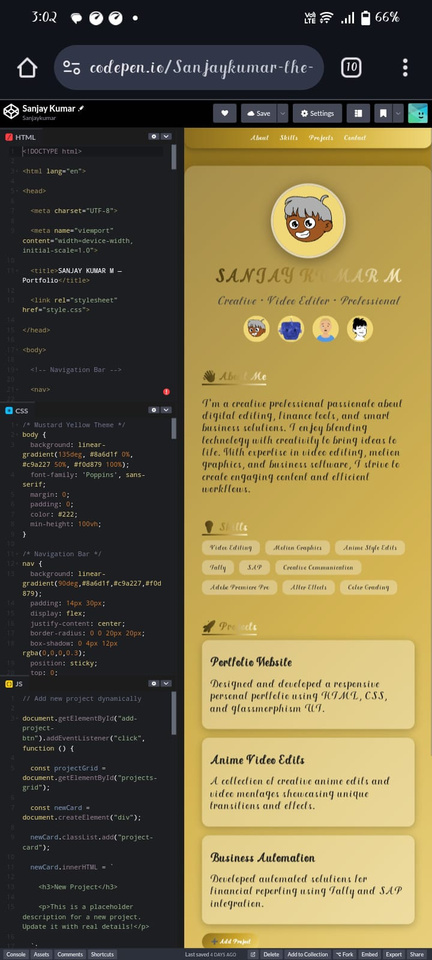 3:02
Vo) LTE
66%
codepen.io/Sanjaykumar-the-
10
Sanjay Kumar
Sanjaykumar
Save
Settings
HTML
<!DOCTYPE html>
<html lang="en">
<head>
<meta charset="UTF-8">
<meta name="viewport"
content="width=device-width,
initial-scale=1.0">
<title>SANJAY KUMAR M –
Portfolio</title>
<link rel="stylesheet"
href="style.css">
</head>
<body>
<!-- Navigation Bar -->
<nav>
CSS
/* Mustard Yellow Theme */
body {
background: linear-
gradient(135deg, #8a6d1f 0%,
#c9a227 50%, #f0d879 100%);
font-family: 'Poppins', sans-
serif;
margin: 0;
padding: 0;
color: #222;
min-height: 100vh;
}
/* Navigation Bar */
nav {
background: linear-
gradient(90deg,#8a6d1f,#c9a227,#f0d
879);
padding: 14px 30px;
display: flex;
justify-content: center;
border-radius: 0 0 20px 20px;
box-shadow: 0 4px 12px
rgba(0,0,0,0.3);
position: sticky;
top: 0;
JS
// Add new project dynamically
document.getElementById("add-
project-
btn").addEventListener("click",
function () {
const projectGrid =
document.getElementById("projects-
grid");
const newCard =
document.createElement("div");
newCard.classList.add("project-
card");
newCard.innerHTML = `
<h3>New Project</h3>
<p>This is a placeholder
description for a new project.
Update it with real details!</p>
`;
About Skills Projects Contact
SANJAY KUMAR M
Creative • Video Editor • Professional
About Me
I'm a creative professional passionate about
digital editing, finance tools, and smart
business solutions. I enjoy blending
technology with creativity to bring ideas to
life. With expertise in video editing, motion
graphics, and business software, I strive to
create engaging content and efficient
workflows.
Skills
Video Editing Motion Graphics Anime Style Edits
Tally SAP Creative Communication
Adobe Premiere Pro After Effects Color Grading
Projects
Portfolio Website
Designed and developed a responsive
personal portfolio using HTML, CSS,
and glassmorphism UI.
Anime Video Edits
A collection of creative anime edits and
video montages showcasing unique
transitions and effects.
Business Automation
Developed automated solutions for
financial reporting using Tally and SAP
integration.
Add Project
Console Assets Comments Shortcuts Last saved 4 DAYS AGO Delete Add to Collection Fork Embed Export Share